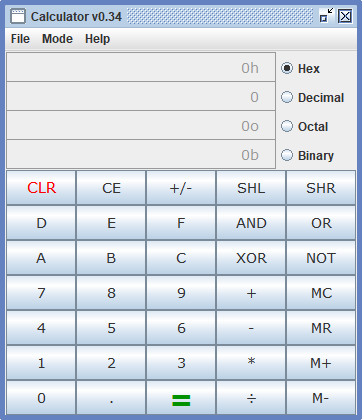 Calculator v0.34
File Mode Help
0h Hex
0 Decimal
0o Octal
0b Binary
CLR CE +/- SHL SHR
D E F AND OR
A B C XOR NOT
7 8 9 + MC
4 5 6 - MR
1 2 3 * M+
0 . = ÷ M-